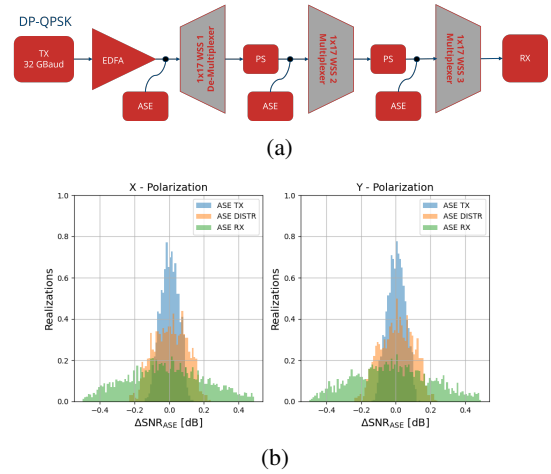 DP-QPSK
TX
32 GBaud
EDFA
ASE
1x17 WSS 1
De-Multiplexer
PS
ASE
1x17 WSS 2
Multiplexer
PS
ASE
1x17 WSS 3
Multiplexer
RX
(a)
X - Polarization
Realizations
1.0
0.8
0.6
0.4
0.2
0.0
ASE TX
ASE DISTR
ASE RX
−0.4 −0.2 0.0 0.2 0.4
ΔSNR_ASE [dB]
Y - Polarization
Realizations
1.0
0.8
0.6
0.4
0.2
0.0
ASE TX
ASE DISTR
ASE RX
−0.4 −0.2 0.0 0.2 0.4
ΔSNR_ASE [dB]
(b)